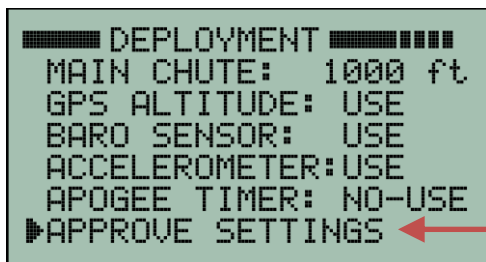 DEPLOYMENT
MAIN CHUTE: 1000 ft
GPS ALTITUDE: USE
BARO SENSOR: USE
ACCELEROMETER:USE
APOGEE TIMER: NO-USE
APPROVE SETTINGS